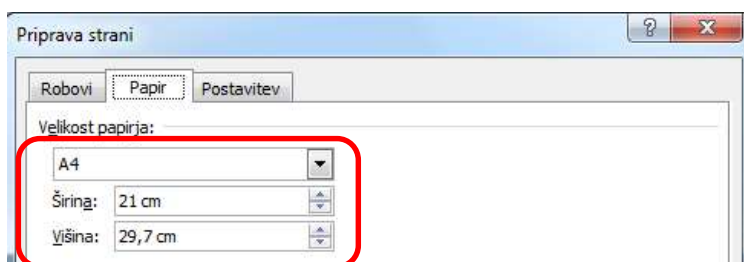 Priprava strani
Robovi Papir Postavitev
Velikost papirja:
A4
Širina: 21 cm
Višina: 29,7 cm